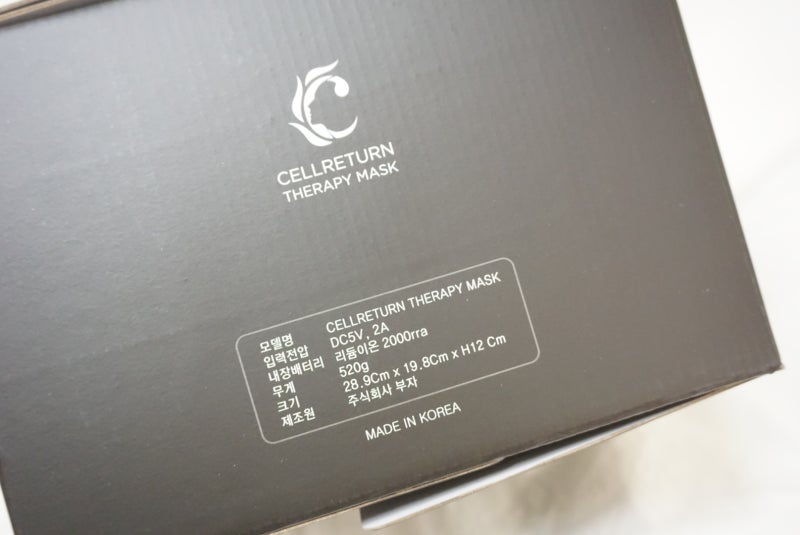 CELLRETURN
THERAPY MASK
모델명 CELLRETURN THERAPY MASK
입력전압 DC5V, 2A
내장배터리 리튬이온 2000rra
무게 520g
크기 28.9Cm x 19.8Cm x H12 Cm
제조원 주식회사 부자
MADE IN KOREA